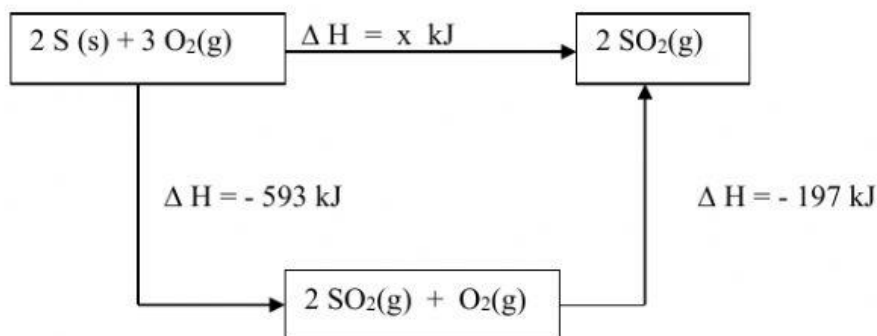 2 S (s) + 3 O₂(g)
Δ H = x kJ
2 SO₂(g)
Δ H = - 593 kJ
Δ H = - 197 kJ
2 SO₂(g) + O₂(g)